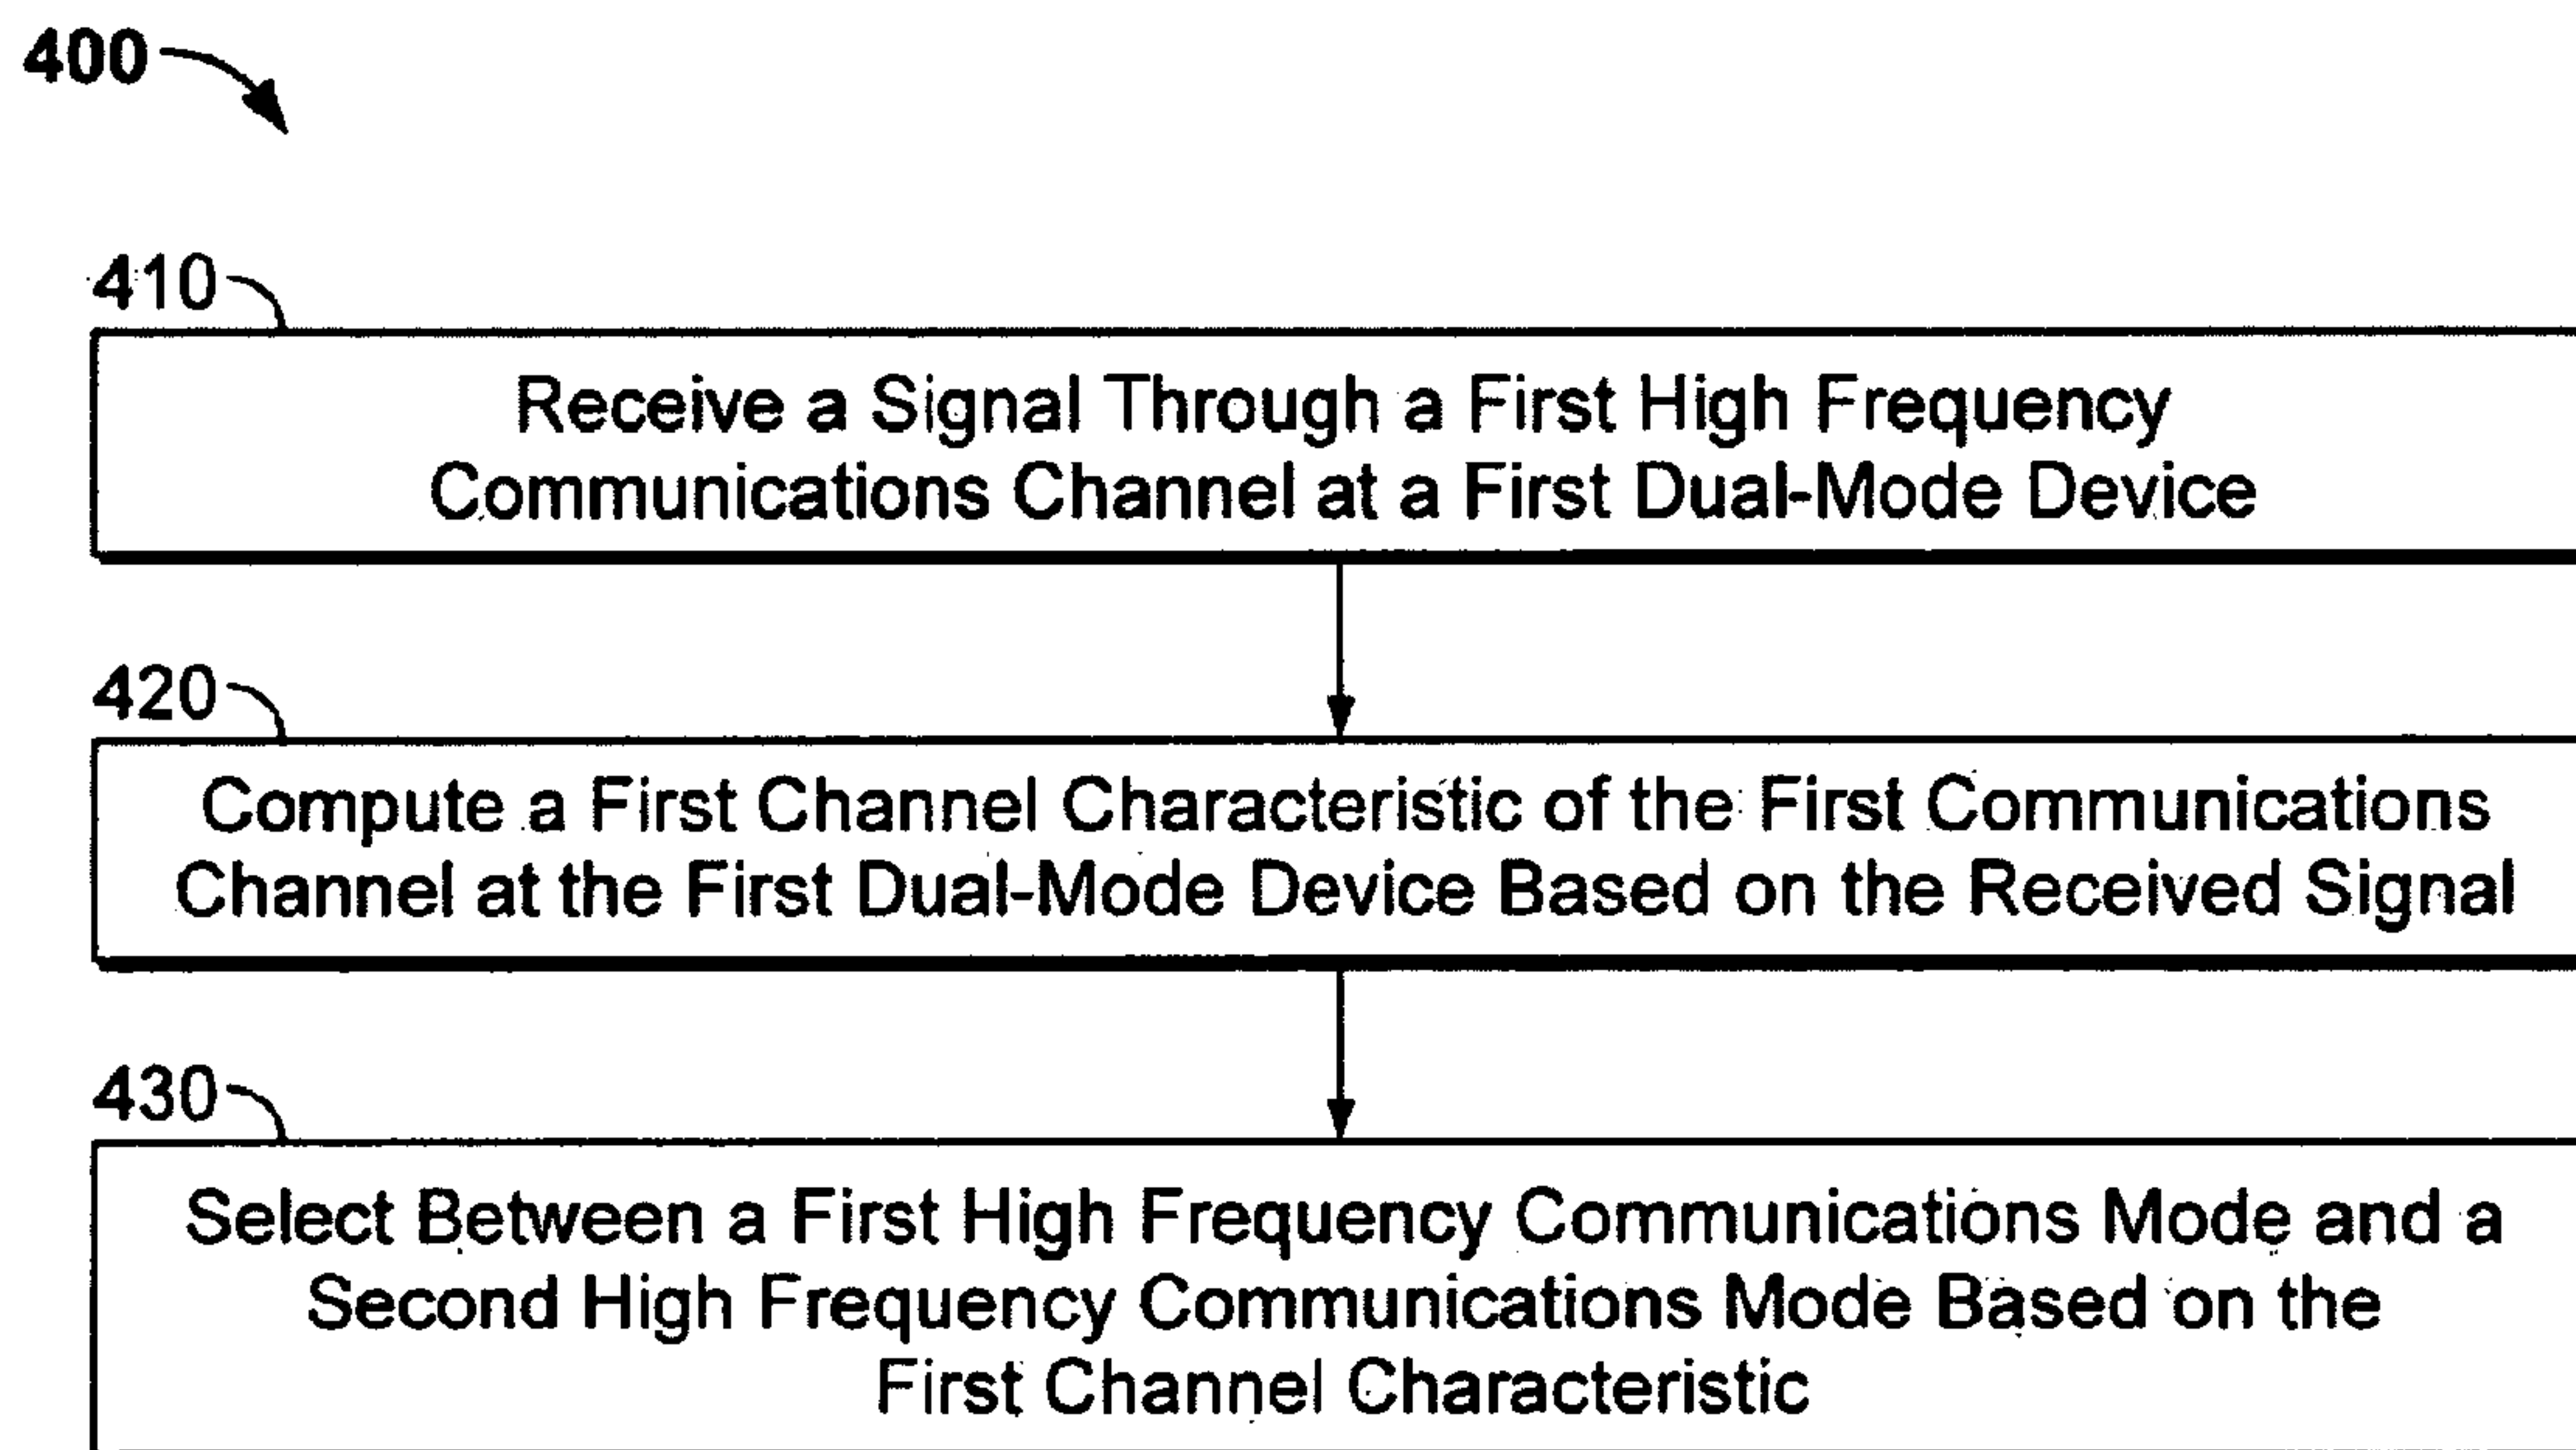 400
410
Receive a Signal Through a First High Frequency
Communications Channel at a First Dual-Mode Device
420
Compute a First Channel Characteristic of the First Communications
Channel at the First Dual-Mode Device Based on the Received Signal
430
Select Between a First High Frequency Communications Mode and a
Second High Frequency Communications Mode Based on the
First Channel Characteristic